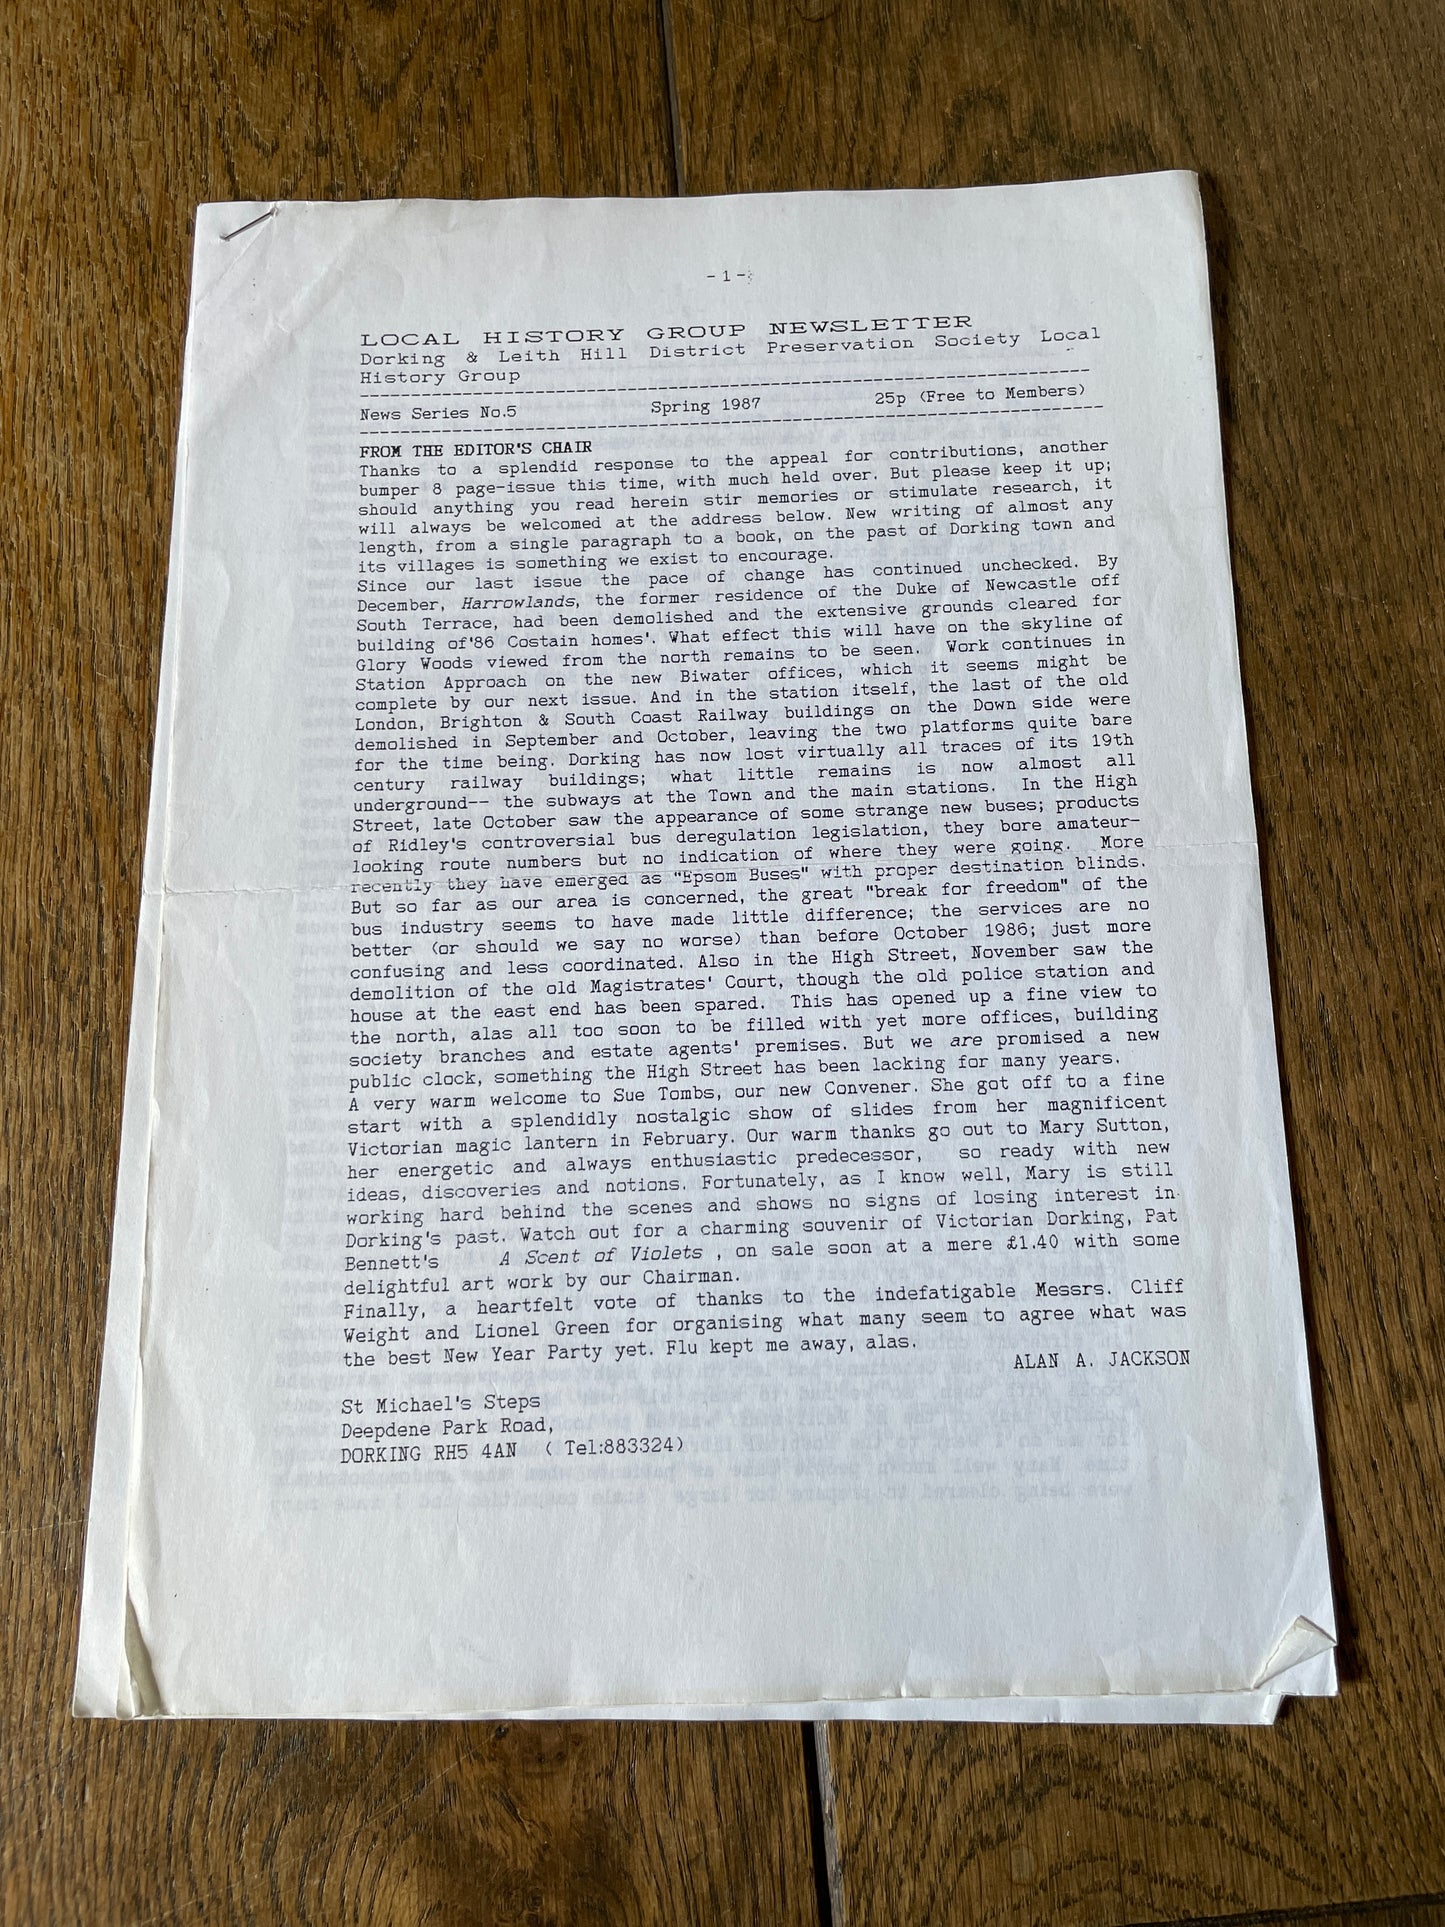 - 1 -
LOCAL HISTORY GROUP NEWSLETTER
Dorking & Leith Hill District Preservation Society Local
History Group
News Series No.5 Spring 1987 25p (Free to Members)
FROM THE EDITOR'S CHAIR
Thanks to a splendid response to the appeal for contributions, another
bumper 8 page-issue this time, with much held over. But please keep it up;
should anything you read herein stir memories or stimulate research, it
will always be welcomed at the address below. New writing of almost any
length, from a single paragraph to a book, on the past of Dorking town and
its villages is something we exist to encourage.
Since our last issue the pace of change has continued unchecked. By
December, Harrowlands, the former residence of the Duke of Newcastle off
South Terrace, had been demolished and the extensive grounds cleared for
building of'86 Costain homes'. What effect this will have on the skyline of
Glory Woods viewed from the north remains to be seen. Work continues in
Station Approach on the new Biwater offices, which it seems might be
complete by our next issue. And in the station itself, the last of the old
London, Brighton & South Coast Railway buildings on the Down side were
demolished in September and October, leaving the two platforms quite bare
for the time being. Dorking has now lost virtually all traces of its 19th
century railway buildings; what little remains is now almost all
underground-- the subways at the Town and the main stations. In the High
Street, late October saw the appearance of some strange new buses; products
of Ridley's controversial bus deregulation legislation, they bore amateur-
looking route numbers but no indication of where they were going. More
recently they have emerged as "Epsom Buses" with proper destination blinds.
But so far as our area is concerned, the great "break for freedom" of the
bus industry seems to have made little difference; the services are no
better (or should we say no worse) than before October 1986; just more
confusing and less coordinated. Also in the High Street, November saw the
demolition of the old Magistrates' Court, though the old police station and
house at the east end has been spared. This has opened up a fine view to
the north, alas all too soon to be filled with yet more offices, building
society branches and estate agents' premises. But we are promised a new
public clock, something the High Street has been lacking for many years.
A very warm welcome to Sue Tombs, our new Convener. She got off to a fine
start with a splendidly nostalgic show of slides from her magnificent
Victorian magic lantern in February. Our warm thanks go out to Mary Sutton,
her energetic and always enthusiastic predecessor, so ready with new
ideas, discoveries and notions. Fortunately, as I know well, Mary is still
working hard behind the scenes and shows no signs of losing interest in
Dorking's past. Watch out for a charming souvenir of Victorian Dorking, Pat
Bennett's A Scent of Violets , on sale soon at a mere £1.40 with some
delightful art work by our Chairman.
Finally, a heartfelt vote of thanks to the indefatigable Messrs. Cliff
Weight and Lionel Green for organising what many seem to agree what was
the best New Year Party yet. Flu kept me away, alas.
ALAN A. JACKSON
St Michael's Steps
Deepdene Park Road,
DORKING RH5 4AN ( Tel:883324)